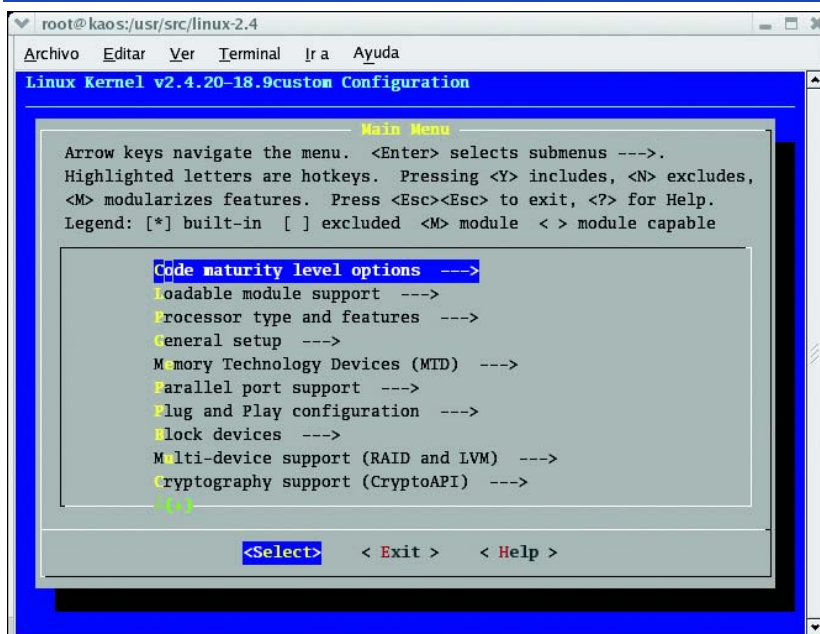 root@kaos:/usr/src/linux-2.4
Archivo Editar Ver Terminal Ir a Ayuda
Linux Kernel v2.4.20-18.9custom Configuration
Main Menu
Arrow keys navigate the menu. <Enter> selects submenus --->.
Highlighted letters are hotkeys. Pressing <Y> includes, <N> excludes,
<M> modularizes features. Press <Esc><Esc> to exit, <?> for Help.
Legend: [*] built-in [ ] excluded <M> module < > module capable
Code maturity level options --->
Loadable module support --->
Processor type and features --->
General setup --->
Memory Technology Devices (MTD) --->
Parallel port support --->
Plug and Play configuration --->
Block devices --->
Multi-device support (RAID and LVM) --->
Cryptography support (CryptoAPI) --->
(+)
<Select> < Exit > < Help >